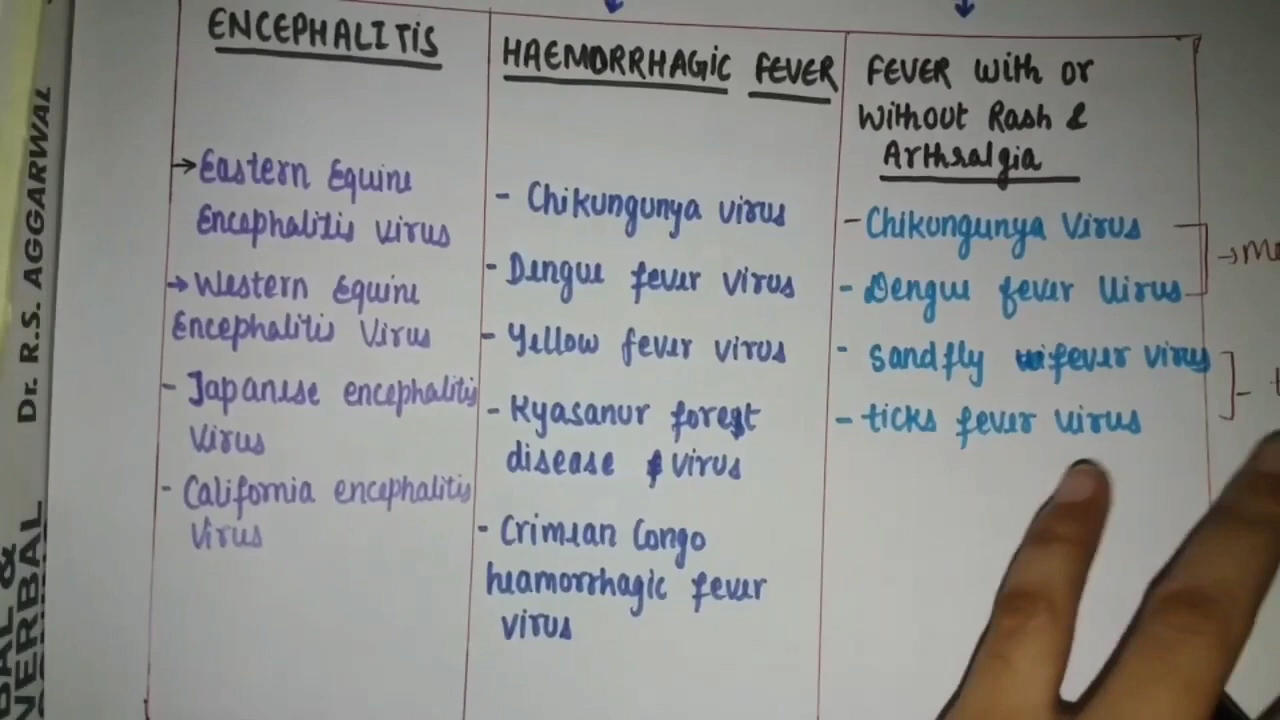 ENCEPHALITIS
→ Eastern Equine
Encephalitis virus
→ Western Equine
Encephalitis Virus
- Japanese encephalitis
Virus
- California encephalitis
Virus
HAEMORRHAGIC FEVER
- Chikungunya virus
- Dengue fever virus
- Yellow fever virus
- Kyasanur forest
disease virus
- Crimean Congo
heamorrhagic fever
virus
FEVER With or
Without Rash &
Arthralgia
- Chikungunya Virus
- Dengue fever Virus
- Sandfly fever virus
- ticks fever virus
Dr. R.S. AGGARWAL
VERBAL